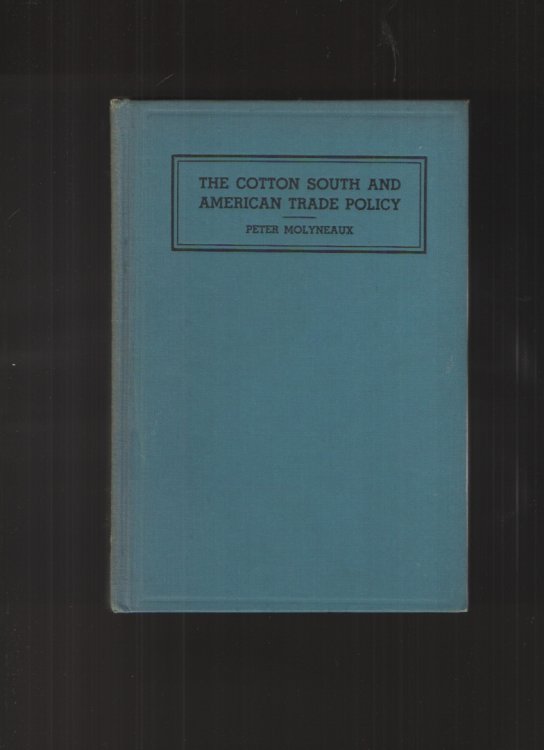 THE COTTON SOUTH AND
AMERICAN TRADE POLICY
PETER MOLYNEAUX